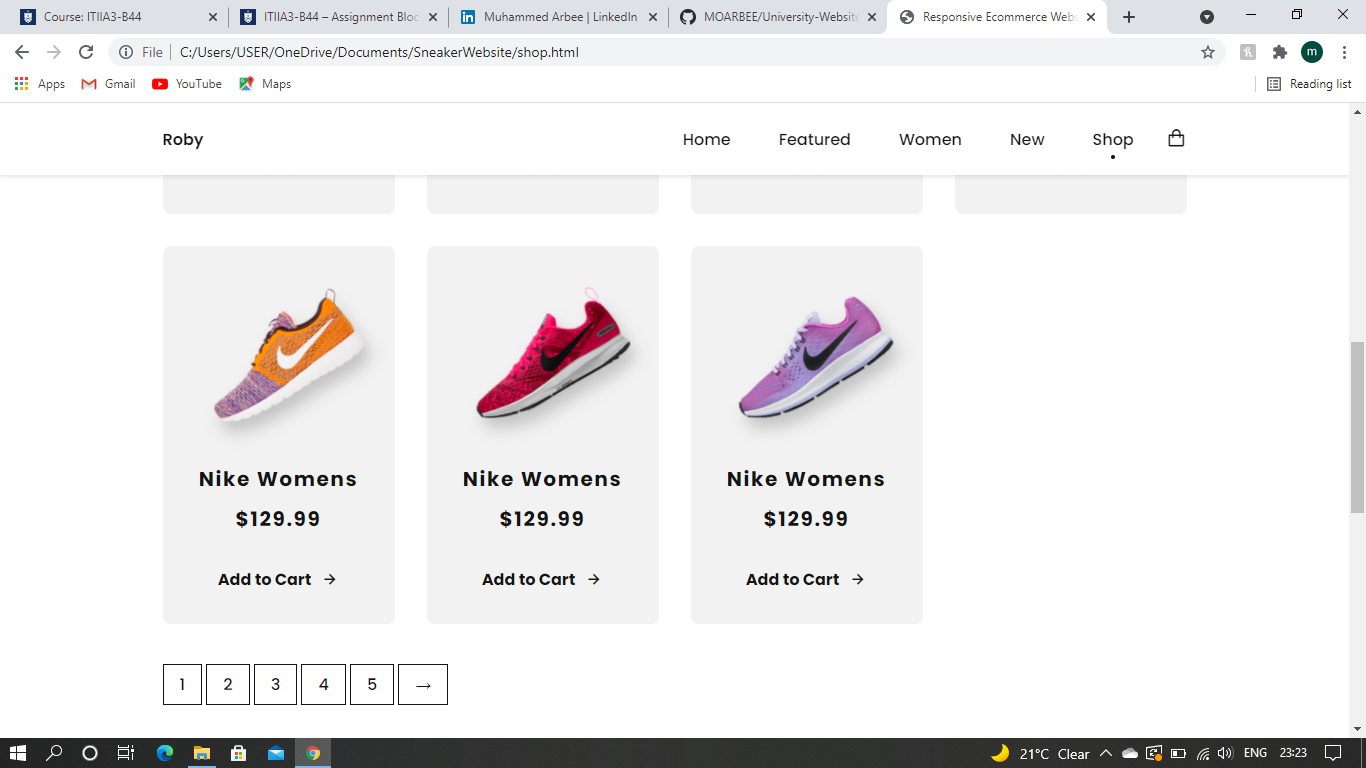 Course: ITIIA3-B44
ITIIA3-B44 – Assignment Bloc
Muhammed Arbee | LinkedIn
MOARBEE/University-Website
Responsive Ecommerce Web
File
C:/Users/USER/OneDrive/Documents/SneakerWebsite/shop.html
m
Apps
Gmail
YouTube
Maps
Reading list
Roby
Home
Featured
Women
New
Shop
Nike Womens
$129.99
Add to Cart →
Nike Womens
$129.99
Add to Cart →
Nike Womens
$129.99
Add to Cart →
1 2 3 4 5 →
21°C Clear
ENG
23:23